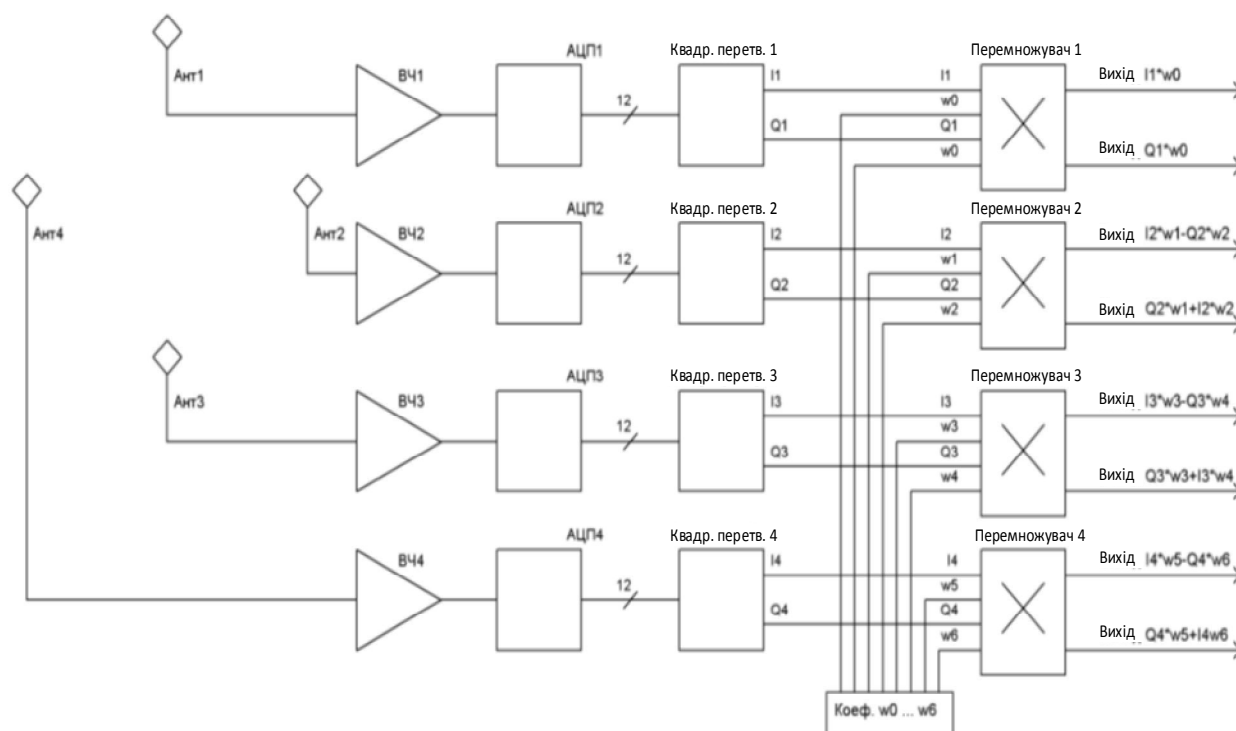 АЦП1
Квадр. перетв. 1
Перемножувач 1
Ант1
ВЧ1
12
I1
Q1
I1
w0
Q1
w0
Вихід I1*w0
Вихід Q1*w0
Ант4
Ант2
ВЧ2
АЦП2
12
Квадр. перетв. 2
I2
Q2
I2
w1
Q2
w2
Перемножувач 2
Вихід I2*w1-Q2*w2
Вихід Q2*w1+I2*w2
Ант3
ВЧ3
АЦП3
12
Квадр. перетв. 3
I3
Q3
I3
w3
Q3
w4
Перемножувач 3
Вихід I3*w3-Q3*w4
Вихід Q3*w3+I3*w4
ВЧ4
АЦП4
12
Квадр. перетв. 4
I4
Q4
I4
w5
Q4
w6
Перемножувач 4
Вихід I4*w5-Q4*w6
Вихід Q4*w5+I4w6
Коеф. w0 ... w6